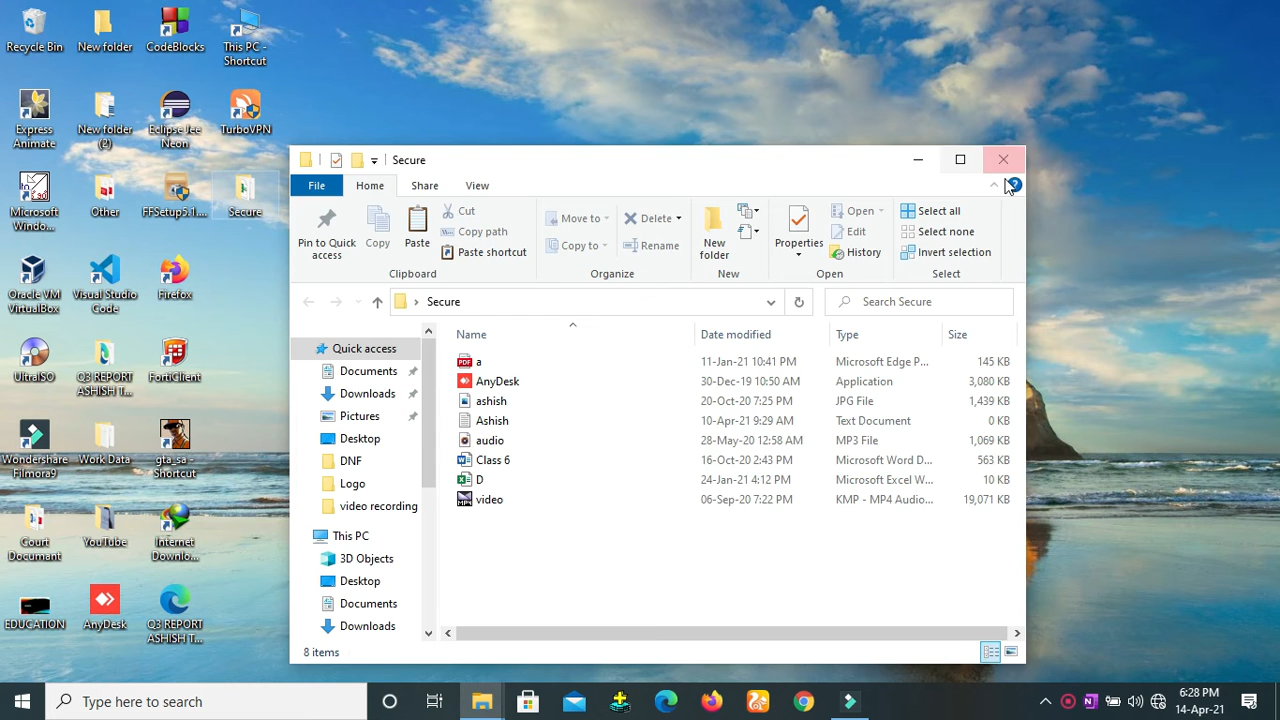 Recycle Bin
New folder
CodeBlocks
This PC -
Shortcut
Express
Animate
New folder
(2)
Eclipse Jee
Neon
TurboVPN
Microsoft
Windo...
Other
FFSetup5.1....
Secure
Oracle VM
VirtualBox
Visual Studio
Code
Firefox
UltraISO
Q3 REPORT
ASHISH T...
FortiClient
Wondershare
Filmora9
Work Data
gta_sa -
Shortcut
Court
Documant
YouTube
Internet
Downlo...
EDUCATION
AnyDesk
Q3 REPORT
ASHISH T...
Secure
File Home Share View
Pin to Quick
access
Copy
Paste
Cut
Copy path
Paste shortcut
Clipboard
Move to
Copy to
Delete
Rename
Organize
New
folder
New
Properties
Open
Edit
History
Open
Select all
Select none
Invert selection
Select
Secure
Search Secure
Quick access
Documents
Downloads
Pictures
Desktop
DNF
Logo
video recording
This PC
3D Objects
Desktop
Documents
Downloads
Name Date modified Type Size
a 11-Jan-21 10:41 PM Microsoft Edge P... 145 KB
AnyDesk 30-Dec-19 10:50 AM Application 3,080 KB
ashish 20-Oct-20 7:25 PM JPG File 1,439 KB
Ashish 10-Apr-21 9:29 AM Text Document 0 KB
audio 28-May-20 12:58 AM MP3 File 1,069 KB
Class 6 16-Oct-20 2:43 PM Microsoft Word D... 563 KB
D 24-Jan-21 4:12 PM Microsoft Excel W... 10 KB
video 06-Sep-20 7:22 PM KMP - MP4 Audio... 19,071 KB
8 items
Type here to search
6:28 PM
14-Apr-21